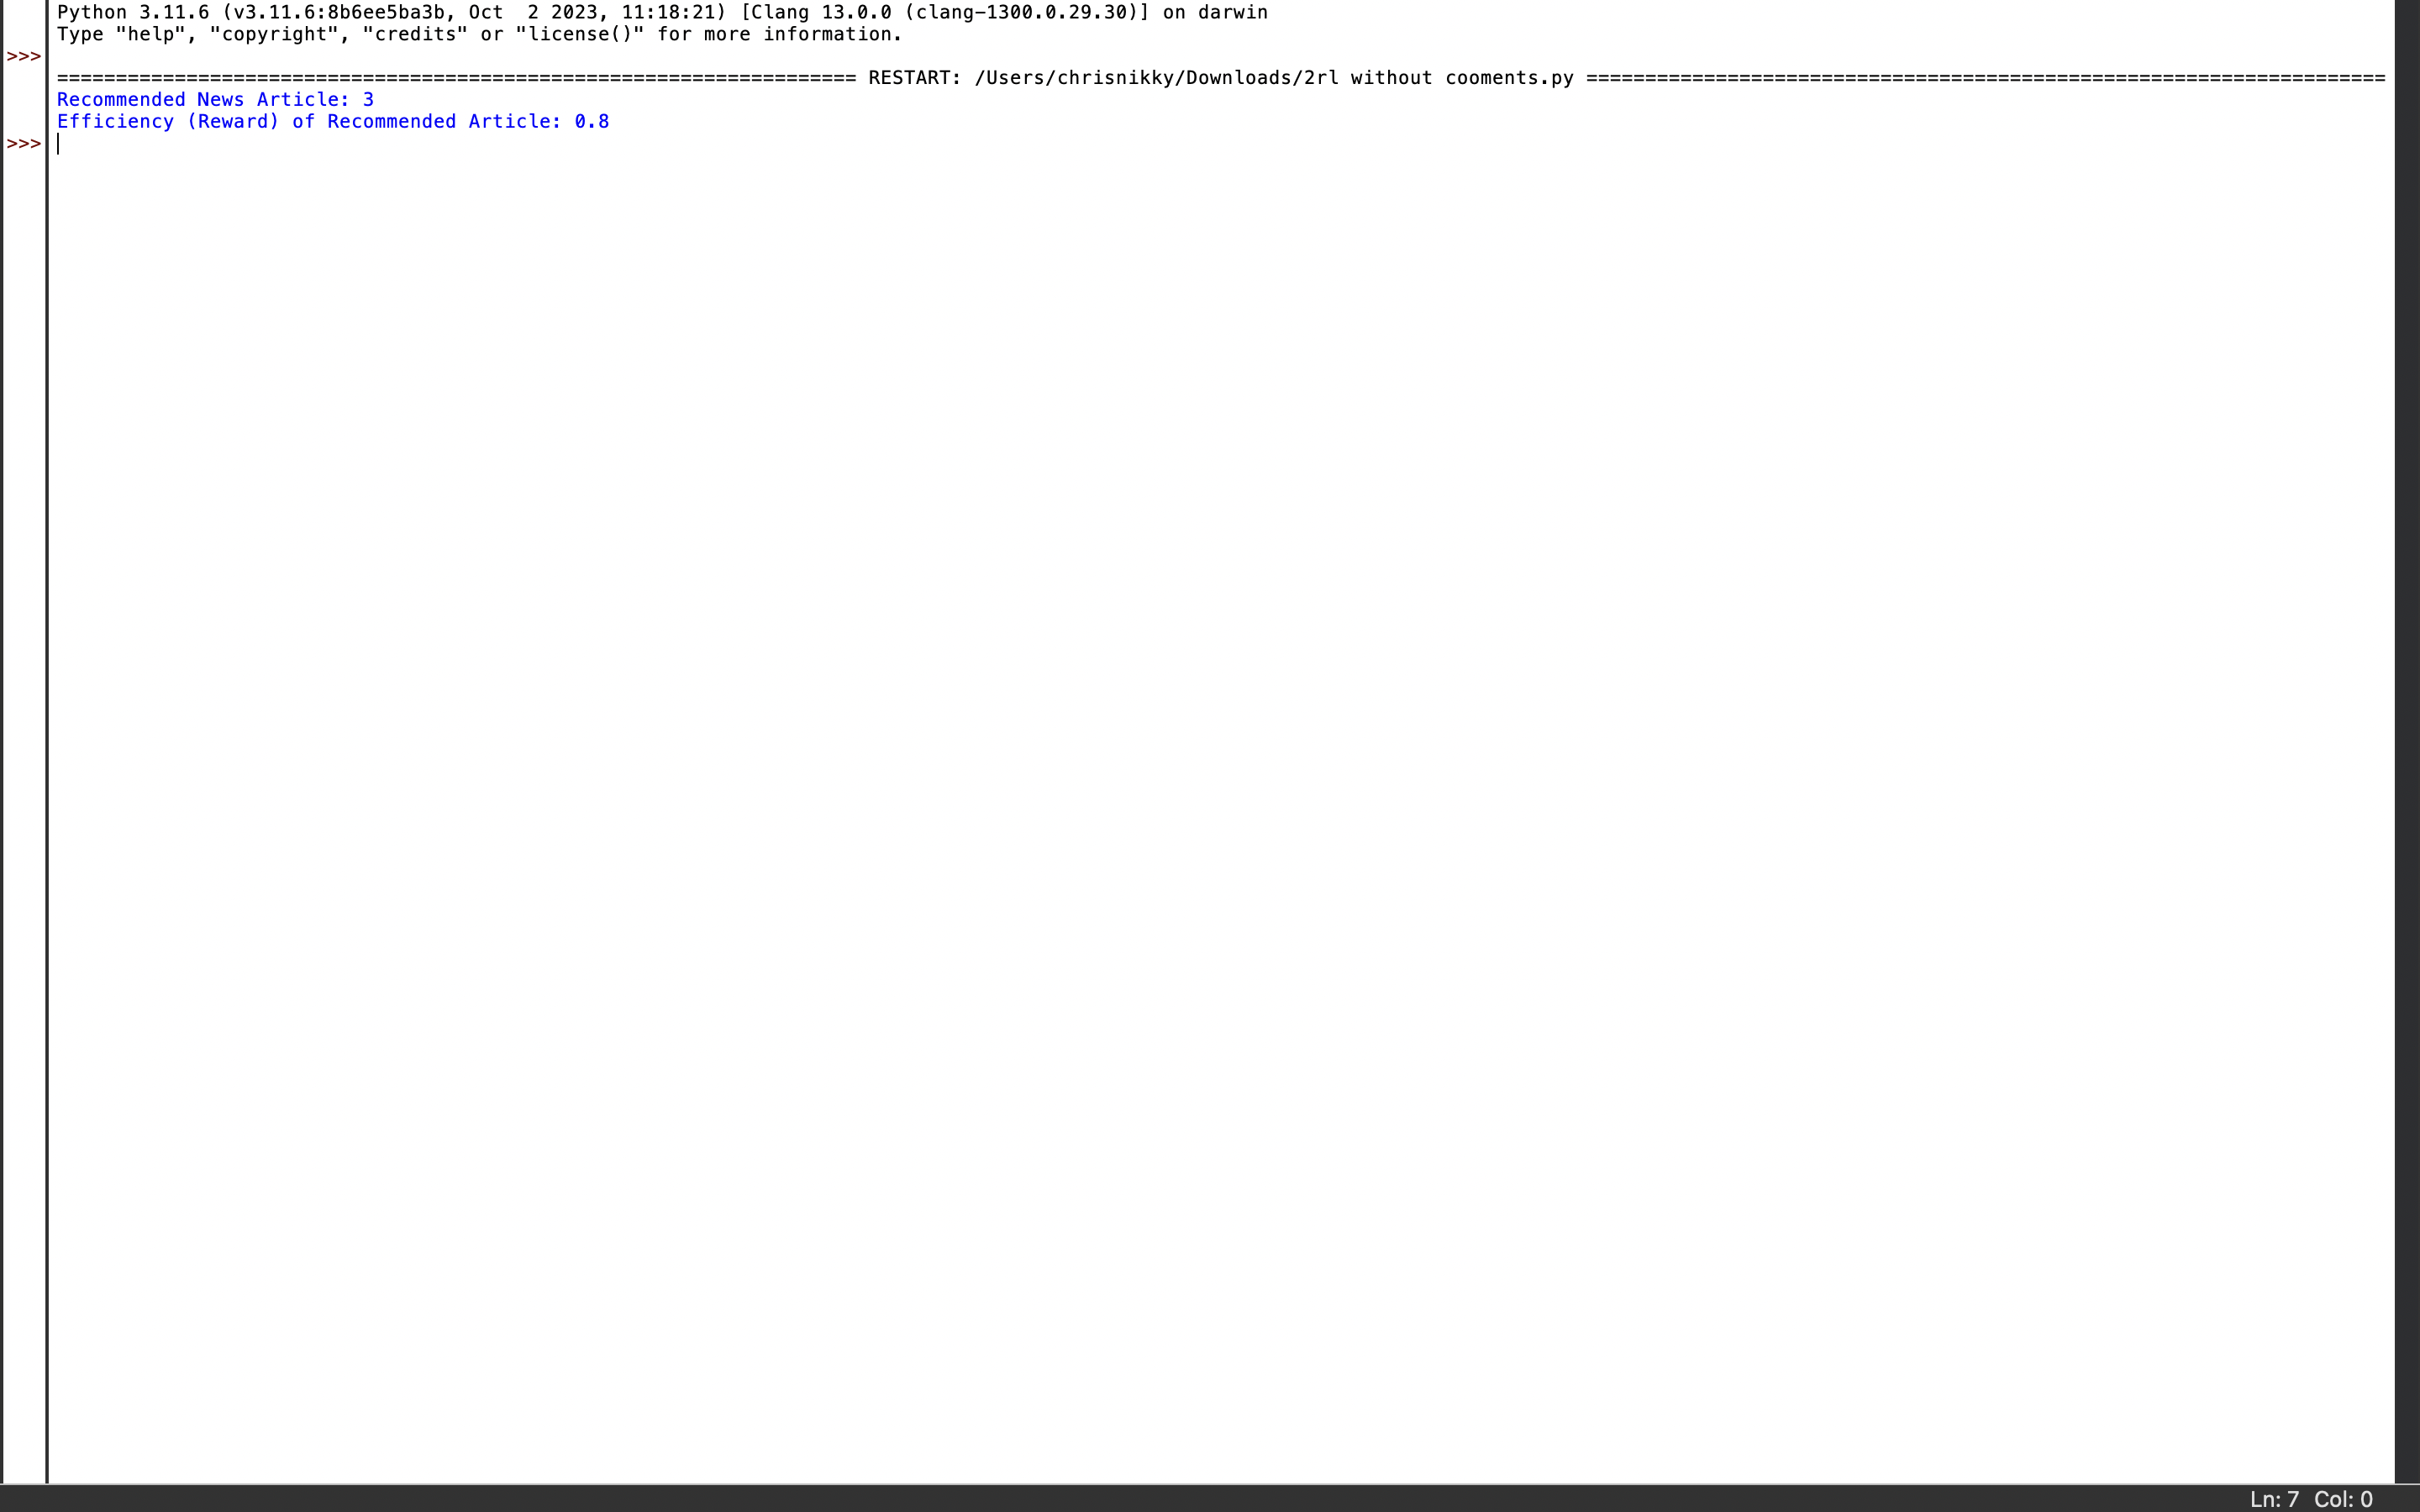 Python 3.11.6 (v3.11.6:8b6ee5ba3b, Oct  2 2023, 11:18:21) [Clang 13.0.0 (clang-1300.0.29.30)] on darwin
Type "help", "copyright", "credits" or "license()" for more information.
>>>
==================================================================== RESTART: /Users/chrisnikky/Downloads/2rl without cooments.py ====================================================================
Recommended News Article: 3
Efficiency (Reward) of Recommended Article: 0.8
>>>
Ln: 7 Col: 0